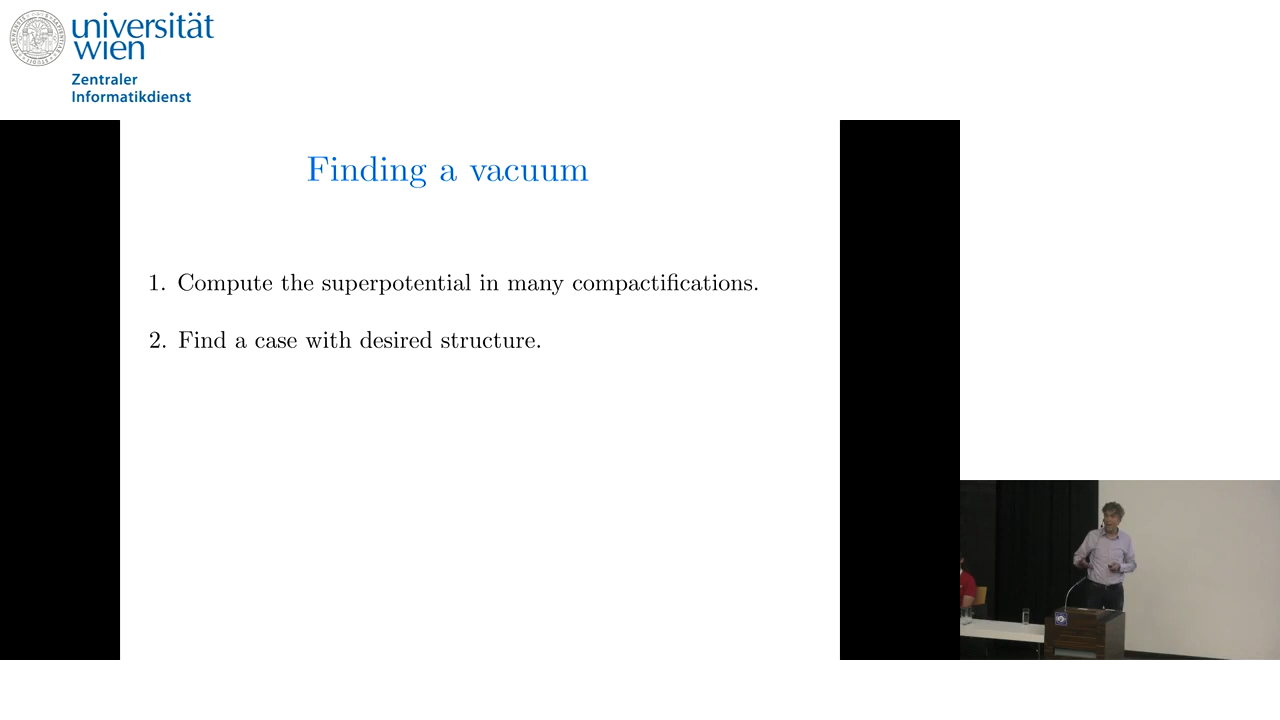 universität
wien
Zentraler
Informatikdienst
Finding a vacuum
1. Compute the superpotential in many compactifications.
2. Find a case with desired structure.